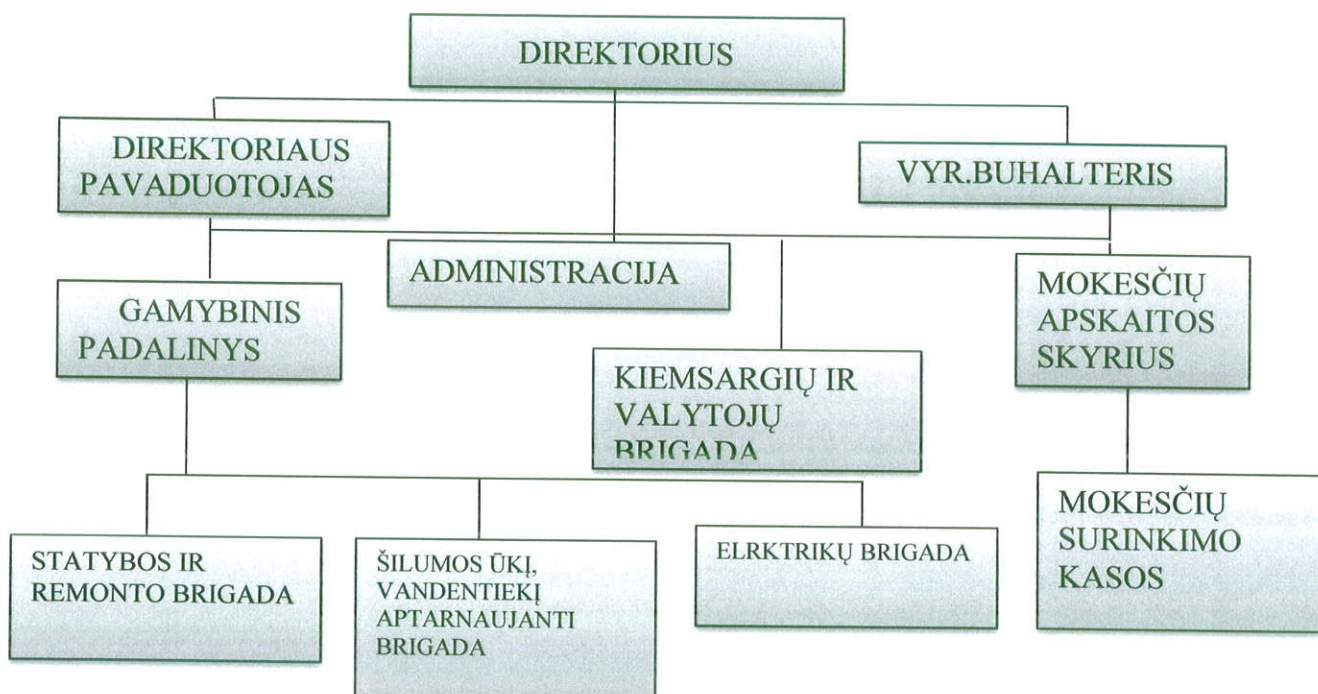 DIREKTORIUS
DIREKTORIAUS
PAVADUOTOJAS
VYR.BUHALTERIS
ADMINISTRACIJA
GAMYBINIS
PADALINYS
MOKESČIŲ
APSKAITOS
SKYRIUS
KIEMSARGIŲ IR
VALYTOJŲ
BRIGADA
STATYBOS IR
REMONTO BRIGADA
ŠILUMOS ŪKĮ,
VANDENTIEKĮ
APTARNAUJANTI
BRIGADA
ELRKTRIKŲ BRIGADA
MOKESČIŲ
SURINKIMO
KASOS